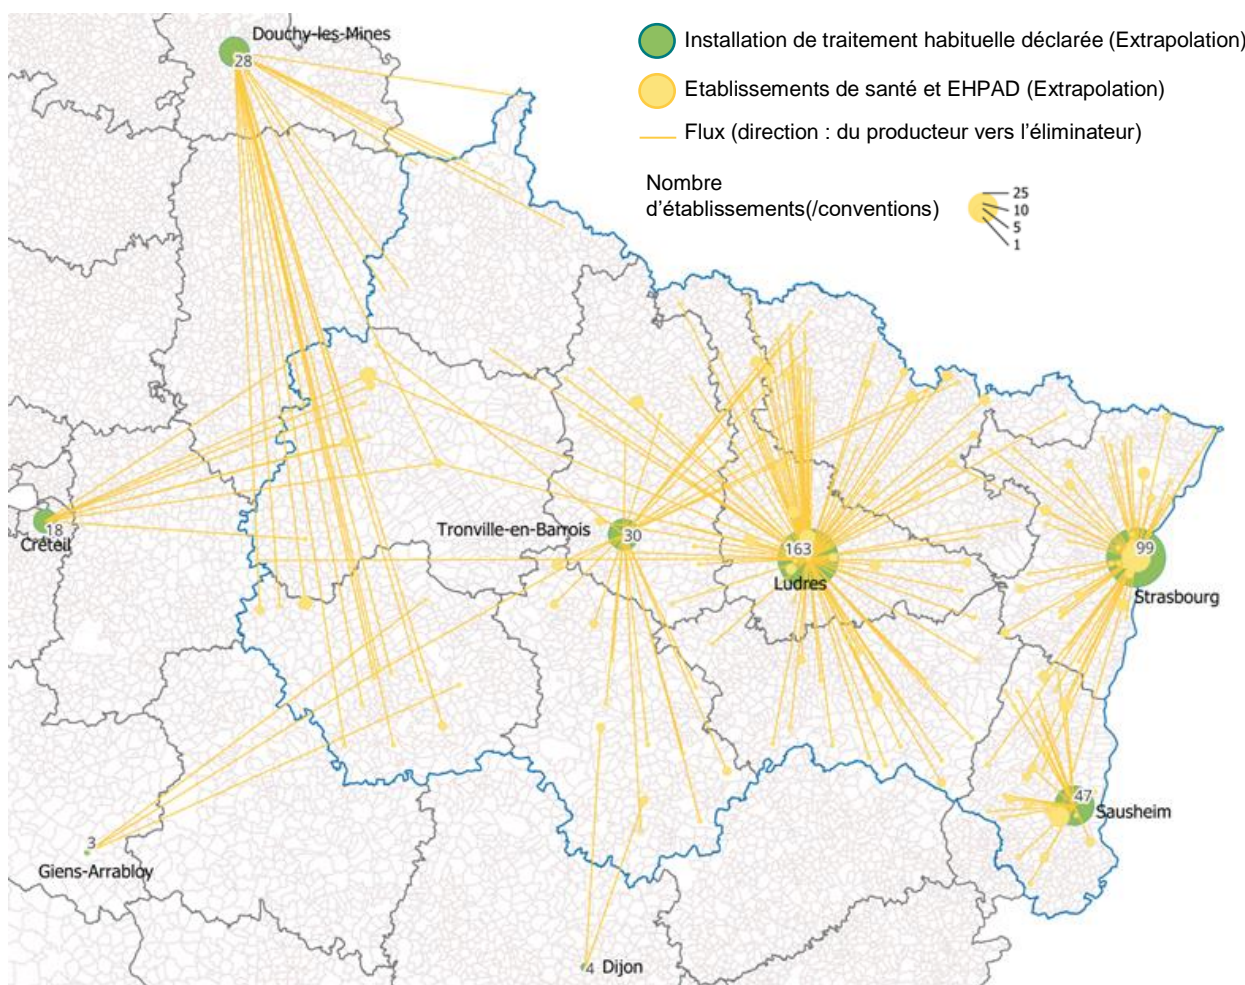 Douchy-les-Mines
28
Installation de traitement habituelle déclarée (Extrapolation)
Etablissements de santé et EHPAD (Extrapolation)
Flux (direction : du producteur vers l'éliminateur)
Nombre
d'établissements(/conventions)
25
10
5
1
18
Créteil
Tronville-en-Barrois
30
163
Ludres
99
Strasbourg
47
Sausheim
3
Giens-Arrabloy
4 Dijon